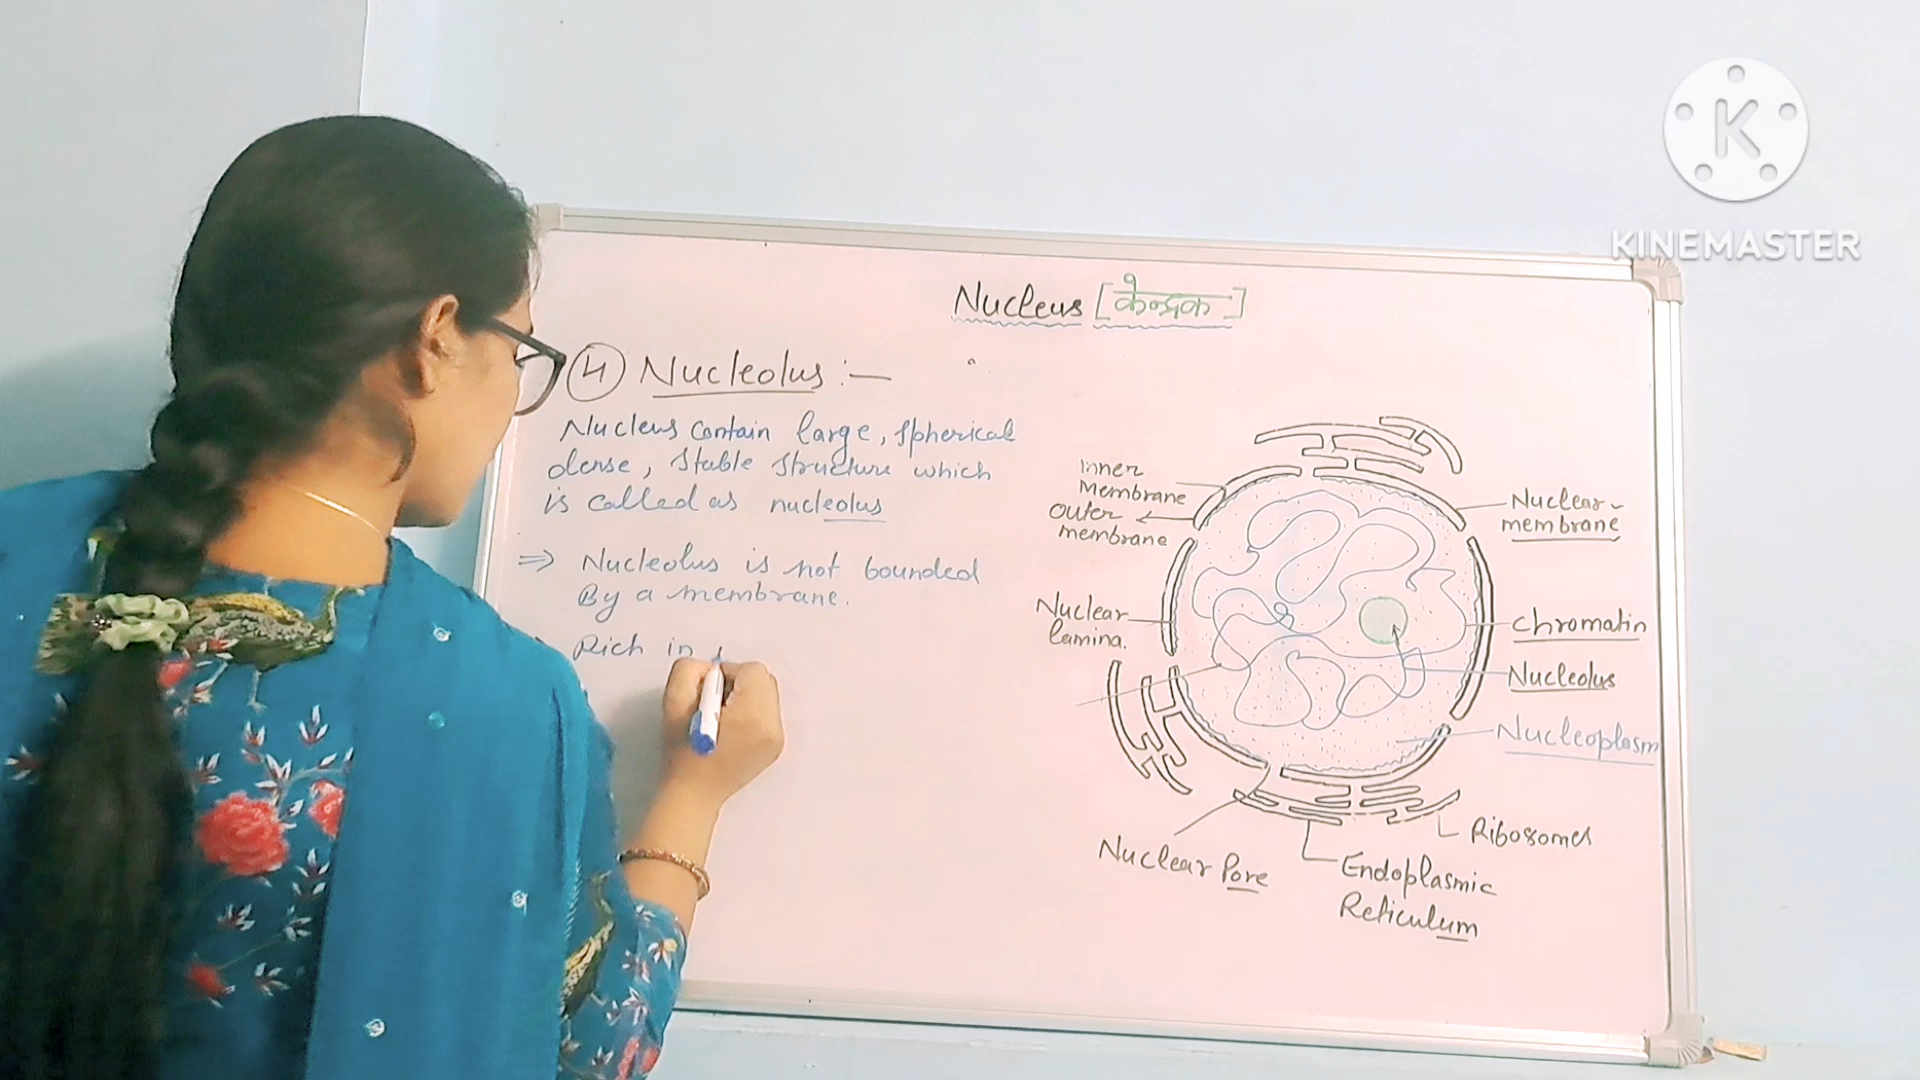 K
KINEMASTER
Nucleus [केन्द्रक]
4 Nucleolus :—
Nucleus contain large, spherical
dense, stable structure which
is called as nucleolus
⇒ Nucleolus is not bounded
By a membrane.
Rich in
Inner
Membrane
Outer
membrane
Nuclear
lamina.
Nuclear-
membrane
Chromatin
Nucleolus
Nucleoplasm
Ribosomes
Endoplasmic
Reticulum
Nuclear Pore